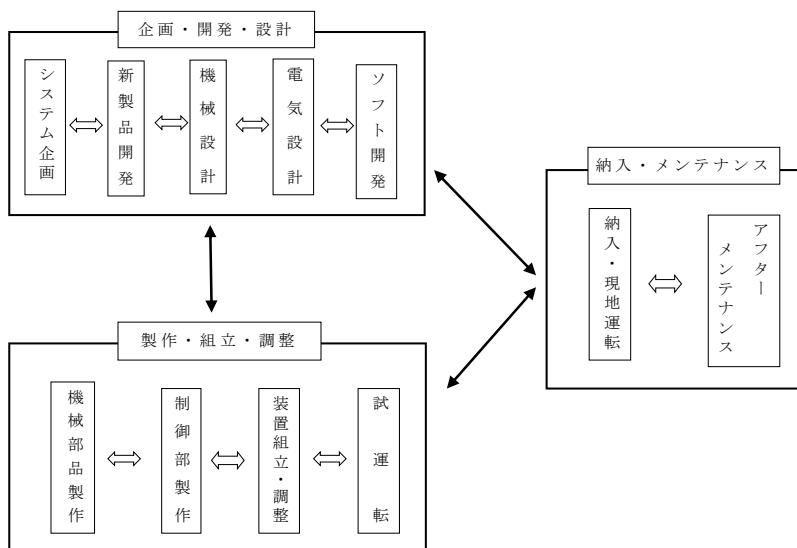 企画・開発・設計
システム企画
新製品開発
機械設計
電気設計
ソフト開発
納入・メンテナンス
納入・現地運転
アフター
メンテナンス
製作・組立・調整
機械部品製作
制御部製作
装置組立・調整
試運転